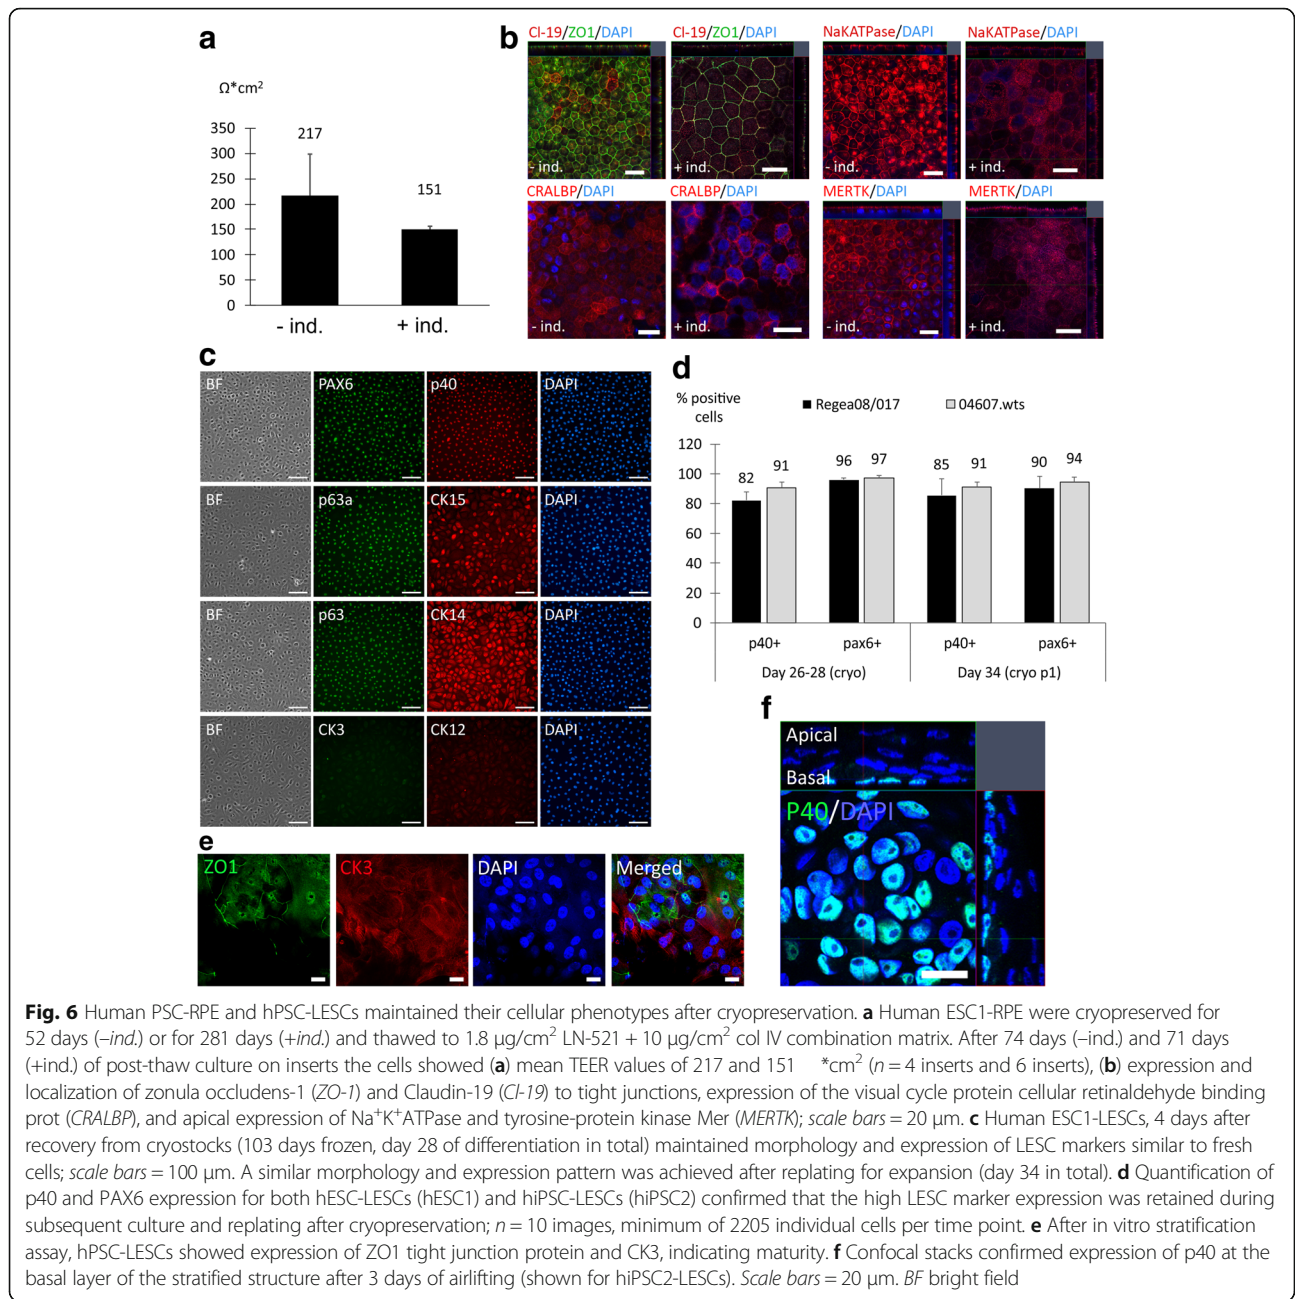 a
Ω*cm²
350
300
250
200
150
100
50
0
217
151
- ind.
+ ind.
b
Cl-19/ZO1/DAPI
Cl-19/ZO1/DAPI
NaKATPase/DAPI
NaKATPase/DAPI
- ind.
+ ind.
- ind.
+ ind.
CRALBP/DAPI
CRALBP/DAPI
MERTK/DAPI
MERTK/DAPI
- ind.
+ ind.
- ind.
+ ind.
c
BF
PAX6
p40
DAPI
BF
p63a
CK15
DAPI
BF
p63
CK14
DAPI
BF
CK3
CK12
DAPI
d
% positive
cells
Regea08/017
04607.wts
120
100
80
60
40
20
0
82
91
96
97
85
91
90
94
p40+
pax6+
p40+
pax6+
Day 26-28 (cryo)
Day 34 (cryo p1)
e
ZO1
CK3
DAPI
Merged
f
Apical
Basal
P40/DAPI
Fig. 6 Human PSC-RPE and hPSC-LESCs maintained their cellular phenotypes after cryopreservation. a Human ESC1-RPE were cryopreserved for
52 days (–ind.) or for 281 days (+ind.) and thawed to 1.8 μg/cm² LN-521 + 10 μg/cm² col IV combination matrix. After 74 days (–ind.) and 71 days
(+ind.) of post-thaw culture on inserts the cells showed (a) mean TEER values of 217 and 151 *cm² (n = 4 inserts and 6 inserts), (b) expression and
localization of zonula occludens-1 (ZO-1) and Claudin-19 (Cl-19) to tight junctions, expression of the visual cycle protein cellular retinaldehyde binding
prot (CRALBP), and apical expression of Na⁺K⁺ATPase and tyrosine-protein kinase Mer (MERTK); scale bars = 20 μm. c Human ESC1-LESCs, 4 days after
recovery from cryostocks (103 days frozen, day 28 of differentiation in total) maintained morphology and expression of LESC markers similar to fresh
cells; scale bars = 100 μm. A similar morphology and expression pattern was achieved after replating for expansion (day 34 in total). d Quantification of
p40 and PAX6 expression for both hESC-LESCs (hESC1) and hiPSC-LESCs (hiPSC2) confirmed that the high LESC marker expression was retained during
subsequent culture and replating after cryopreservation; n = 10 images, minimum of 2205 individual cells per time point. e After in vitro stratification
assay, hPSC-LESCs showed expression of ZO1 tight junction protein and CK3, indicating maturity. f Confocal stacks confirmed expression of p40 at the
basal layer of the stratified structure after 3 days of airlifting (shown for hiPSC2-LESCs). Scale bars = 20 μm. BF bright field